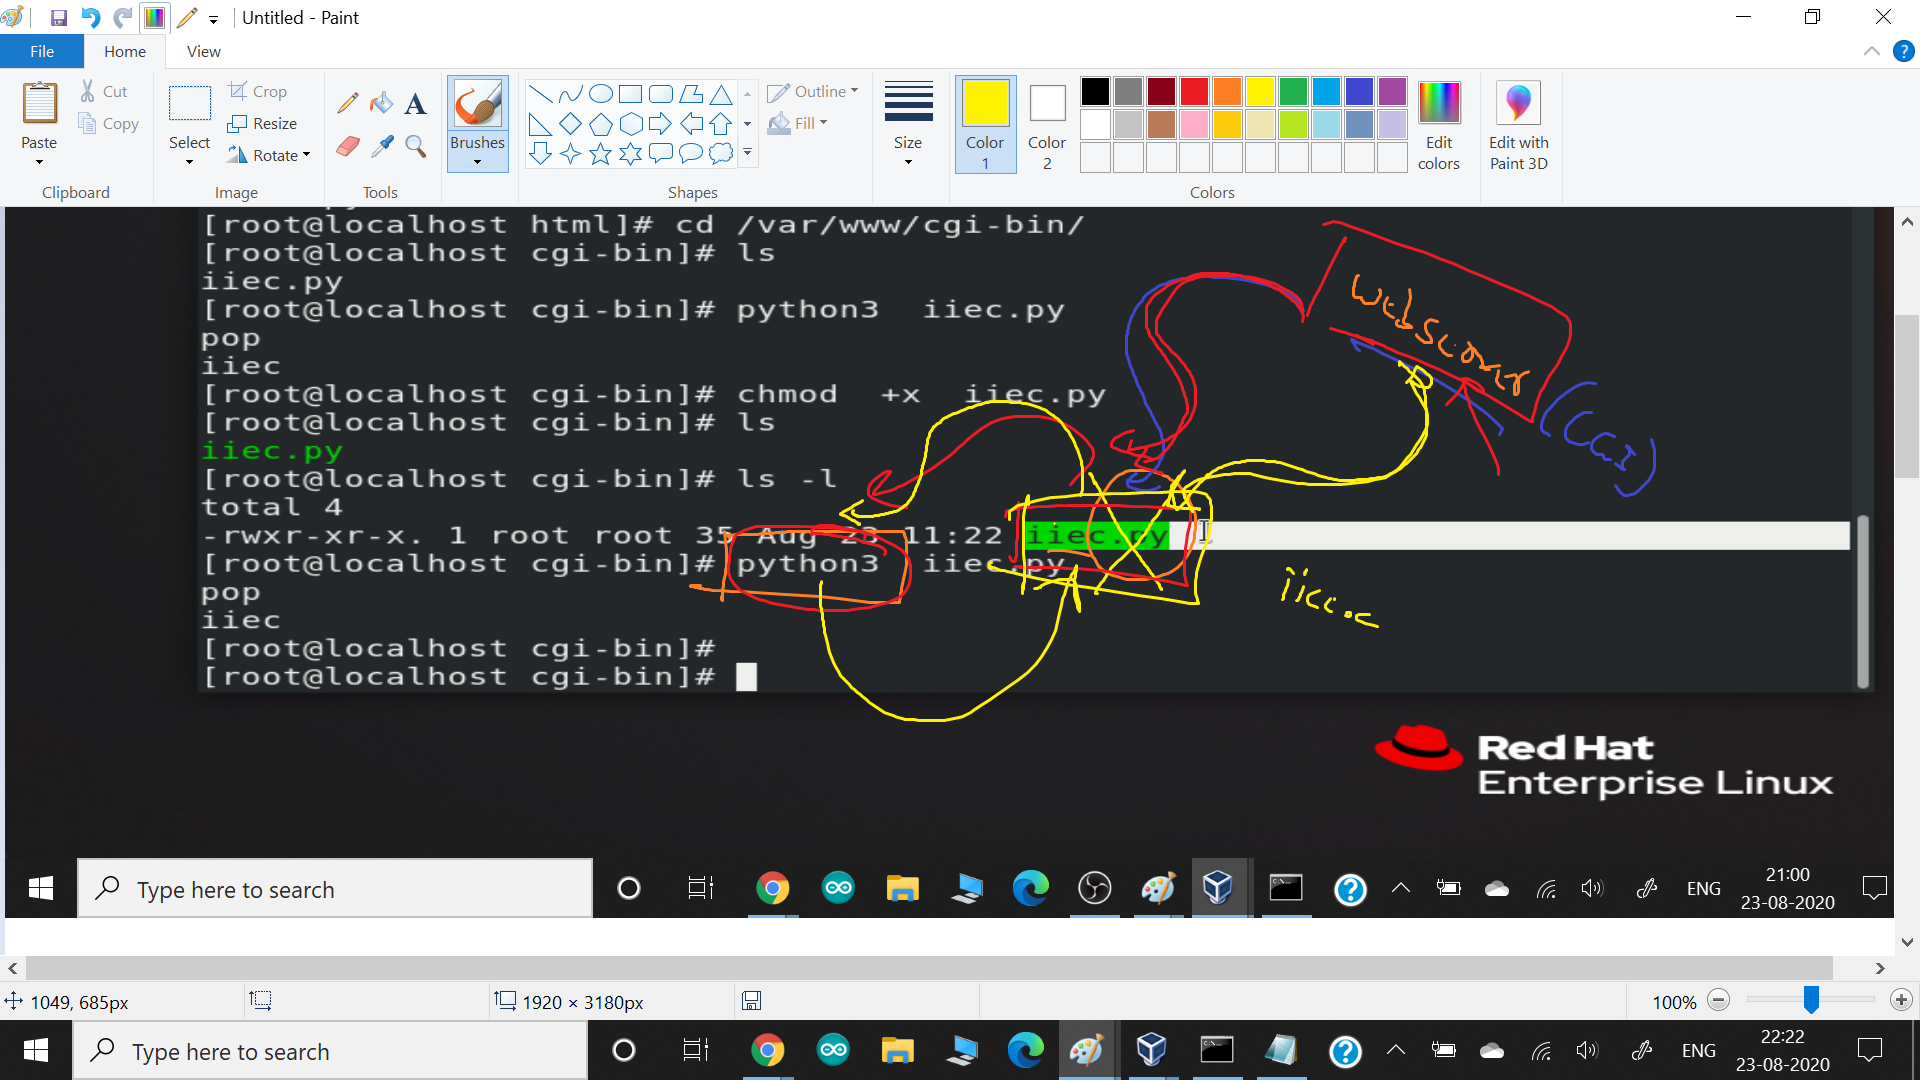 Untitled - Paint
File Home View
Paste
Cut
Copy
Clipboard
Select
Crop
Resize
Rotate
Image
Tools
Brushes
Outline
Fill
Shapes
Size
Color 1
Color 2
Edit colors
Colors
Edit with Paint 3D
[root@localhost html]# cd /var/www/cgi-bin/
[root@localhost cgi-bin]# ls
iiec.py
[root@localhost cgi-bin]# python3 iiec.py
pop
iiec
[root@localhost cgi-bin]# chmod +x iiec.py
[root@localhost cgi-bin]# ls
iiec.py
[root@localhost cgi-bin]# ls -l
total 4
-rwxr-xr-x. 1 root root 35 Aug 23 11:22 iiec.py
[root@localhost cgi-bin]# python3 iiec.py
pop
iiec
[root@localhost cgi-bin]#
[root@localhost cgi-bin]#
(CGI)
iiec.c
Red Hat
Enterprise Linux
Type here to search
ENG
21:00
23-08-2020
1049, 685px
1920 × 3180px
100%
Type here to search
ENG
22:22
23-08-2020